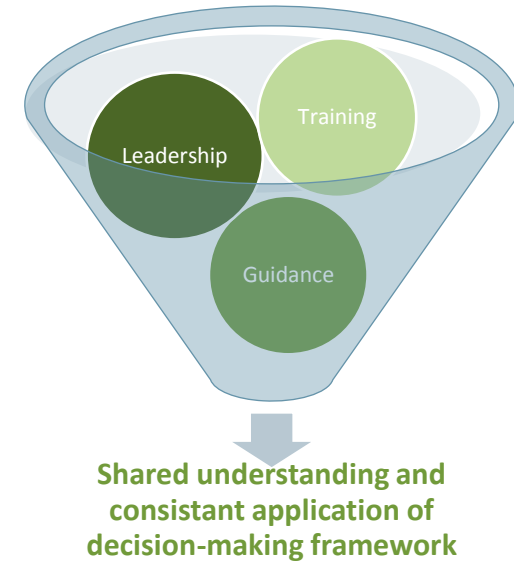 Training
Leadership
Guidance
Shared understanding and
consistant application of
decision-making framework